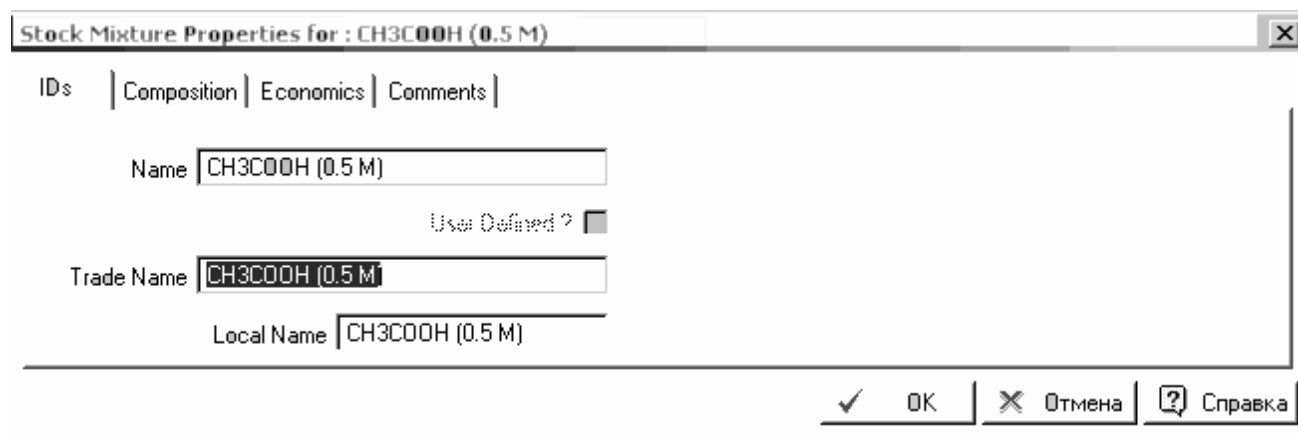 Stock Mixture Properties for : CH3COOH (0.5 M)
IDs Composition Economics Comments
Name CH3COOH (0.5 M)
User Defined ?
Trade Name CH3COOH (0.5 M)
Local Name CH3COOH (0.5 M)
OK Отмена Справка